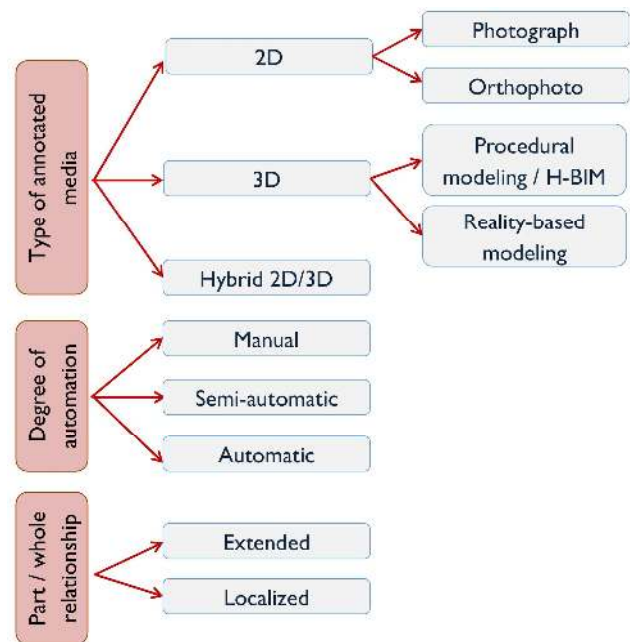 Type of annotated
media
2D
Photograph
Orthophoto
3D
Procedural
modeling / H-BIM
Reality-based
modeling
Hybrid 2D/3D
Degree of
automation
Manual
Semi-automatic
Automatic
Part / whole
relationship
Extended
Localized